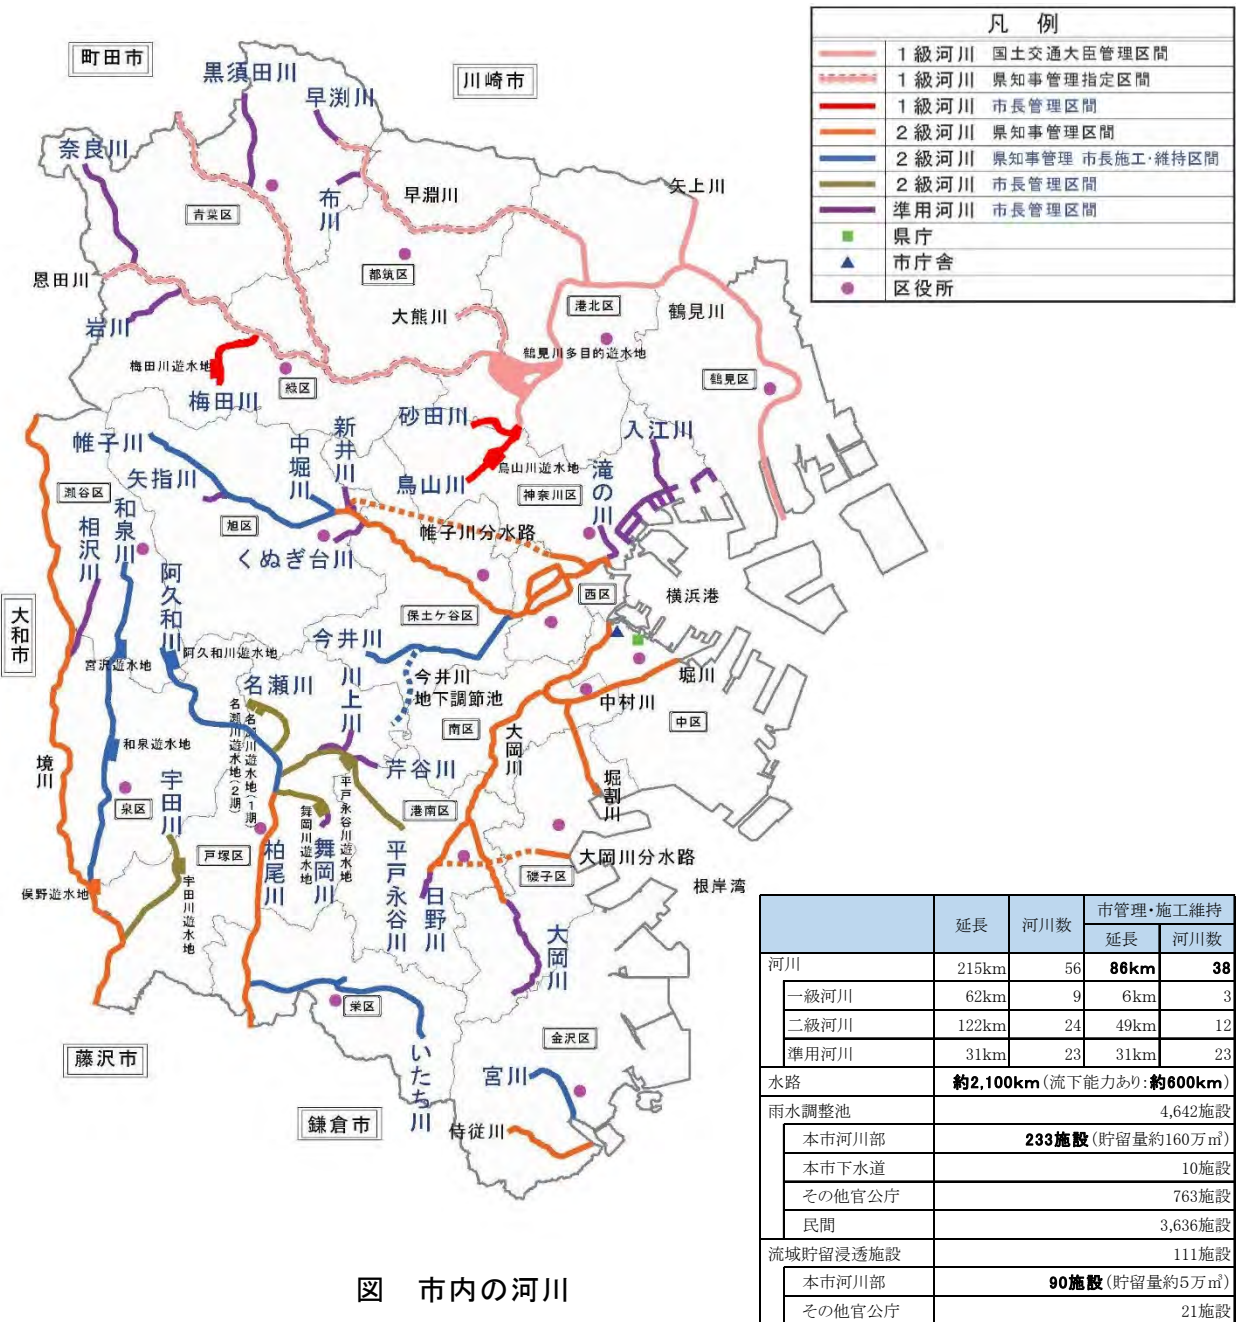 凡 例
1級河川 国土交通大臣管理区間
1級河川 県知事管理指定区間
1級河川 市長管理区間
2級河川 県知事管理区間
2級河川 県知事管理 市長施工・維持区間
2級河川 市長管理区間
準用河川 市長管理区間
県庁
市庁舎
区役所
町田市
川崎市
黒須田川
早渕川
奈良川
布川
早淵川
矢上川
青葉区
都筑区
恩田川
大熊川
港北区
鶴見川
岩川
梅田川遊水地
鶴見川多目的遊水地
緑区
鶴見区
梅田川
砂田川
入江川
帷子川
中堀川
新井川
鳥山川
鳥山川遊水地
滝の川
神奈川区
矢指川
瀬谷区
和泉川
相沢川
旭区
帷子川分水路
くぬぎ台川
阿久和川
西区
横浜港
大和市
保土ケ谷区
今井川
宮沢遊水地
阿久和川遊水地
今井川
地下調節池
堀川
名瀬川
川上川
中村川
名瀬川遊水地(2期)
名瀬川遊水地(1期)
南区
大岡川
中区
和泉遊水地
境川
芹谷川
宇田川
堀割川
平戸永谷川遊水地
泉区
港南区
舞岡川遊水地
戸塚区
柏尾川
舞岡川
平戸永谷川
日野川
大岡川分水路
磯子区
根岸湾
俣野遊水地
宇田川遊水地
大岡川
栄区
金沢区
藤沢市
いたち川
宮川
鎌倉市
侍従川
延長 河川数 市管理・施工維持
延長 河川数
河川 215km 56 86km 38
一級河川 62km 9 6km 3
二級河川 122km 24 49km 12
準用河川 31km 23 31km 23
水路 約2,100km(流下能力あり:約600km)
雨水調整池 4,642施設
本市河川部 233施設(貯留量約160万㎥)
本市下水道 10施設
その他官公庁 763施設
民間 3,636施設
流域貯留浸透施設 111施設
本市河川部 90施設(貯留量約5万㎥)
その他官公庁 21施設
図 市内の河川